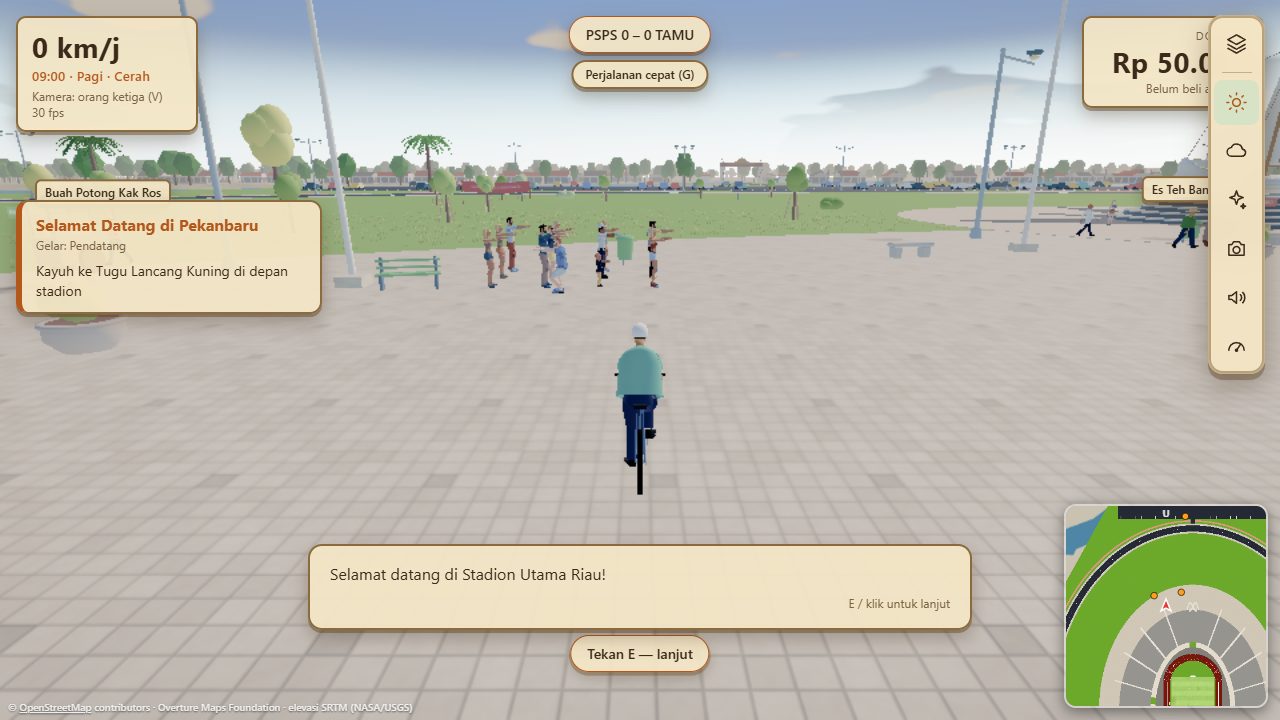 0 km/j
09:00 · Pagi · Cerah
Kamera: orang ketiga (V)
30 fps
PSPS 0 – 0 TAMU
Perjalanan cepat (G)
Rp 50.0
Belum beli
Buah Potong Kak Ros
Selamat Datang di Pekanbaru
Gelar: Pendatang
Kayuh ke Tugu Lancang Kuning di depan
stadion
Es Teh
Selamat datang di Stadion Utama Riau!
E / klik untuk lanjut
Tekan E — lanjut
U
© OpenStreetMap contributors · Overture Maps Foundation · elevasi SRTM (NASA/USGS)